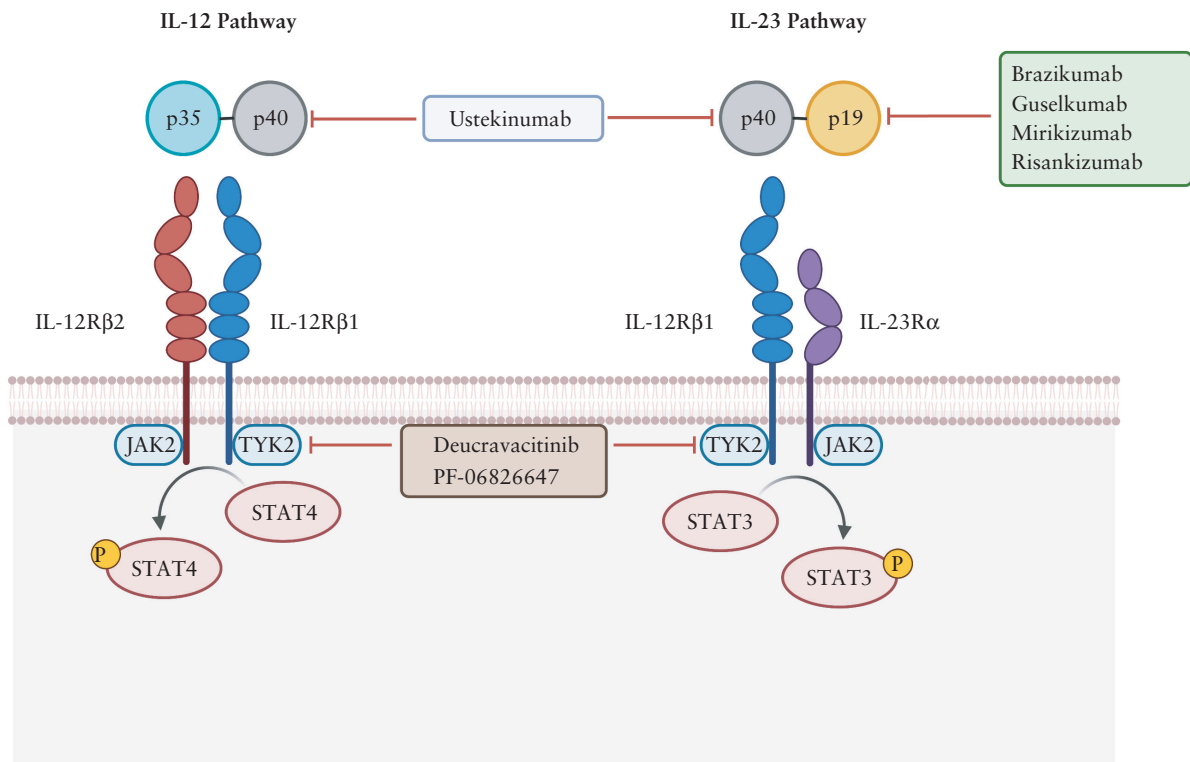 IL-12 Pathway
IL-23 Pathway
p35
p40
Ustekinumab
p40
p19
Brazikumab
Guselkumab
Mirikizumab
Risankizumab
IL-12Rβ2
IL-12Rβ1
IL-12Rβ1
IL-23Rα
JAK2
TYK2
Deucravacitinib
PF-06826647
TYK2
JAK2
STAT4
STAT3
P
STAT4
STAT3
P